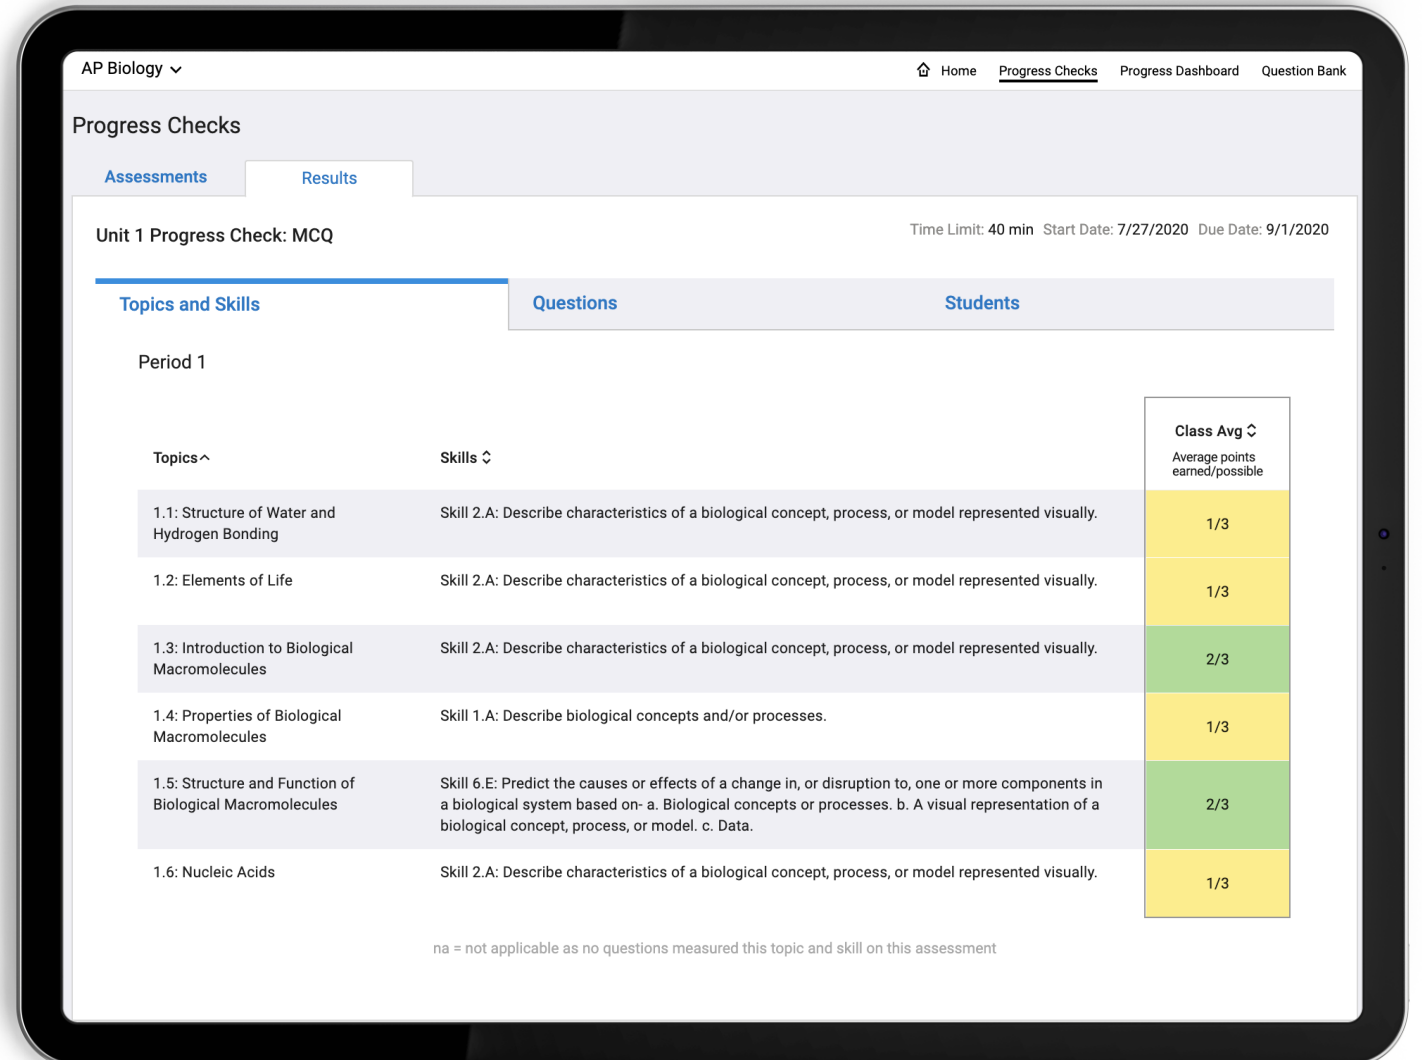 AP Biology
Home Progress Checks Progress Dashboard Question Bank
Progress Checks
Assessments Results
Unit 1 Progress Check: MCQ
Time Limit: 40 min Start Date: 7/27/2020 Due Date: 9/1/2020
Topics and Skills Questions Students
Period 1
Topics Skills Class Avg
Average points
earned/possible
1.1: Structure of Water and
Hydrogen Bonding
Skill 2.A: Describe characteristics of a biological concept, process, or model represented visually.
1/3
1.2: Elements of Life
Skill 2.A: Describe characteristics of a biological concept, process, or model represented visually.
1/3
1.3: Introduction to Biological
Macromolecules
Skill 2.A: Describe characteristics of a biological concept, process, or model represented visually.
2/3
1.4: Properties of Biological
Macromolecules
Skill 1.A: Describe biological concepts and/or processes.
1/3
1.5: Structure and Function of
Biological Macromolecules
Skill 6.E: Predict the causes or effects of a change in, or disruption to, one or more components in
a biological system based on- a. Biological concepts or processes. b. A visual representation of a
biological concept, process, or model. c. Data.
2/3
1.6: Nucleic Acids
Skill 2.A: Describe characteristics of a biological concept, process, or model represented visually.
1/3
na = not applicable as no questions measured this topic and skill on this assessment